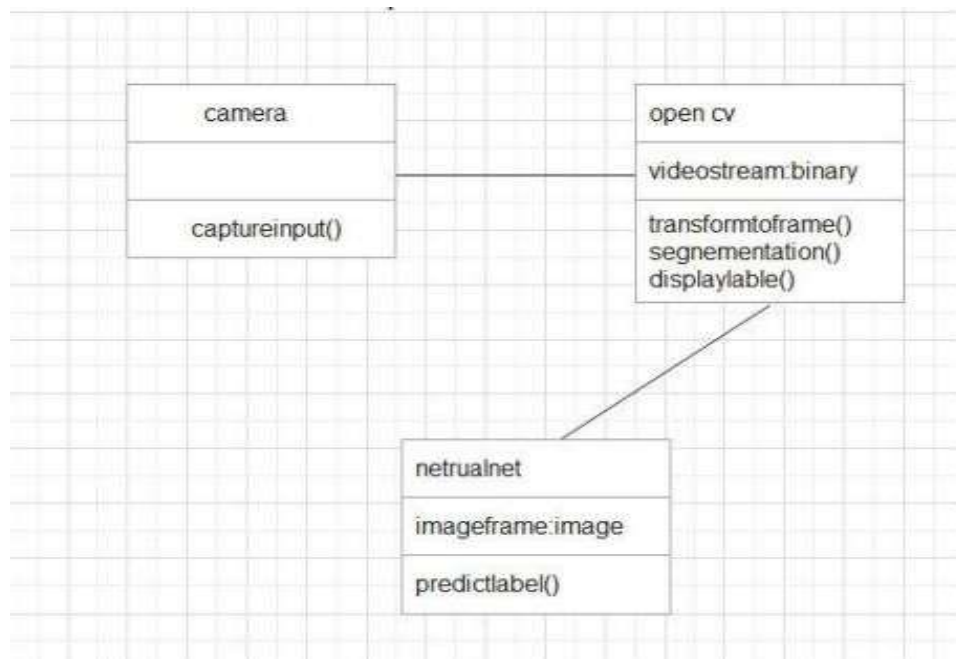 camera
captureinput()
open cv
videostream:binary
transformtoframe()
segnementation()
displaylable()
netrualnet
imageframe:image
predictlabel()